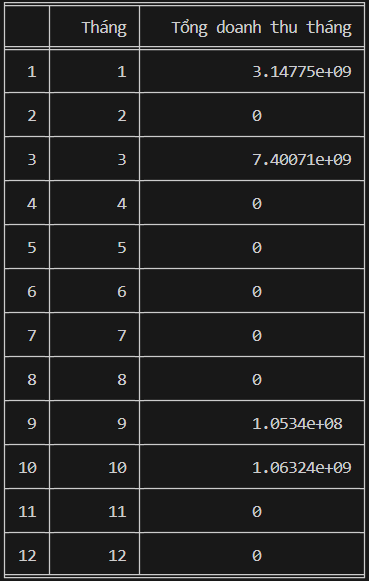 Tháng Tổng doanh thu tháng
1 1 3.14775e+09
2 2 0
3 3 7.40071e+09
4 4 0
5 5 0
6 6 0
7 7 0
8 8 0
9 9 1.0534e+08
10 10 1.06324e+09
11 11 0
12 12 0